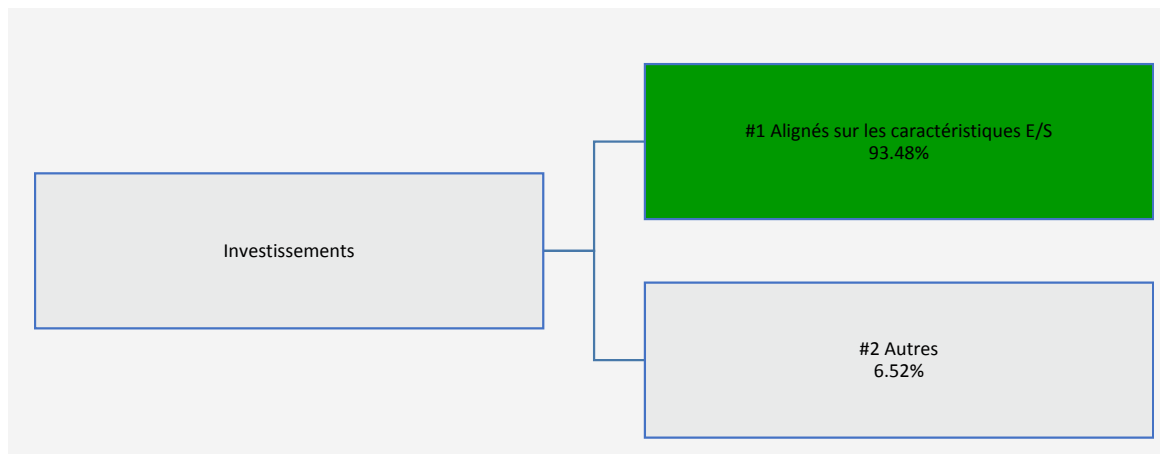 Investissements
#1 Alignés sur les caractéristiques E/S
93.48%
#2 Autres
6.52%